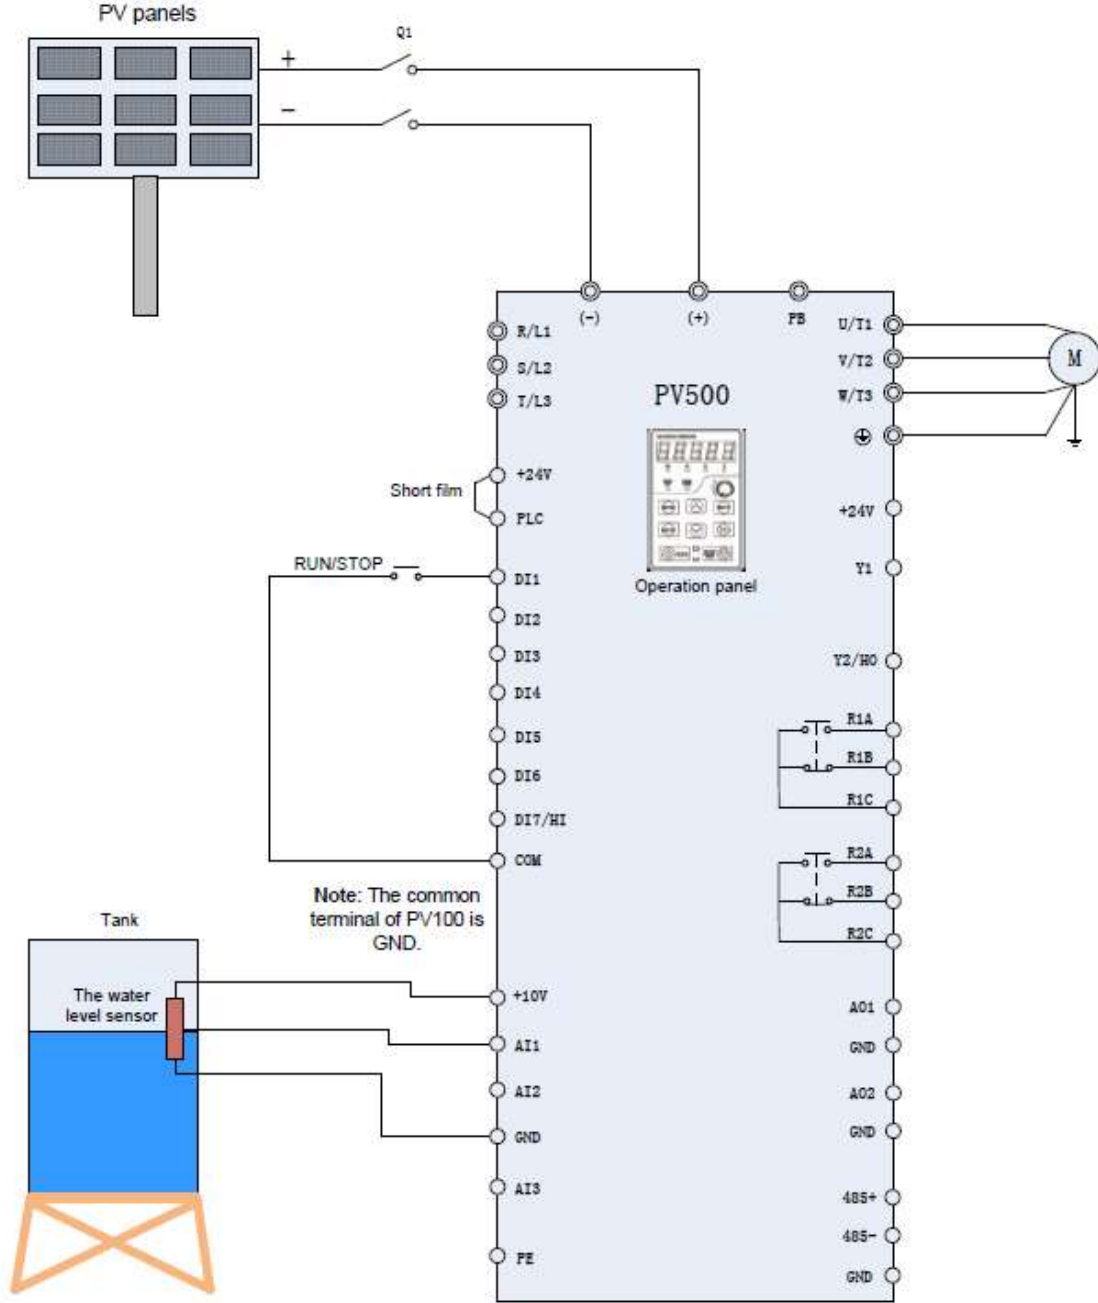 PV panels
+
Q1
−
(-)
(+)
PB
R/L1
S/L2
T/L3
U/T1
V/T2
W/T3
M
PV500
+24V
Short film
PLC
Operation panel
+24V
Y1
RUN/STOP
DI1
DI2
DI3
DI4
DI5
DI6
DI7/HI
COM
Y2/HO
R1A
R1B
R1C
R2A
R2B
R2C
Note: The common
terminal of PV100 is
GND.
Tank
The water
level sensor
+10V
AI1
AI2
GND
AI3
PE
AO1
GND
AO2
GND
485+
485-
GND